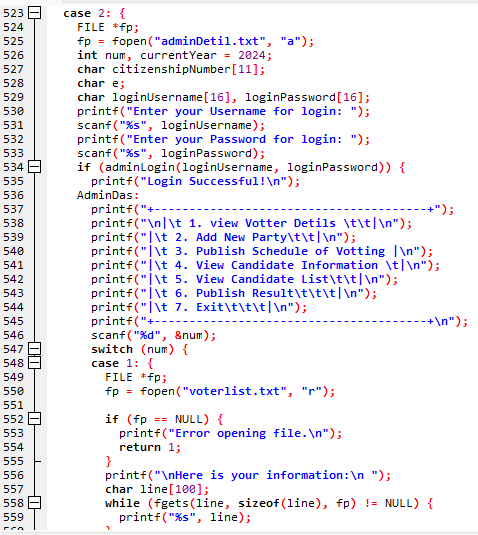 523 case 2: {
524 FILE *fp;
525 fp = fopen("adminDetil.txt", "a");
526 int num, currentYear = 2024;
527 char citizenshipNumber[11];
528 char e;
529 char loginUsername[16], loginPassword[16];
530 printf("Enter your Username for login: ");
531 scanf("%s", loginUsername);
532 printf("Enter your Password for login: ");
533 scanf("%s", loginPassword);
534 if (adminLogin(loginUsername, loginPassword)) {
535 printf("Login Successful!\n");
536 AdminDas:
537 printf("+---------------------------------------+");
538 printf("\n|\t 1. view Votter Detils \t\t|\n");
539 printf("|\t 2. Add New Party\t\t|\n");
540 printf("|\t 3. Publish Schedule of Votting |\n");
541 printf("|\t 4. View Candidate Information \t|\n");
542 printf("|\t 5. View Candidate List\t\t|\n");
543 printf("|\t 6. Publish Result\t\t\t|\n");
544 printf("|\t 7. Exit\t\t\t|\n");
545 printf("+---------------------------------------+\n");
546 scanf("%d", &num);
547 switch (num) {
548 case 1: {
549 FILE *fp;
550 fp = fopen("voterlist.txt", "r");
551
552 if (fp == NULL) {
553 printf("Error opening file.\n");
554 return 1;
555 }
556 printf("\nHere is your information:\n ");
557 char line[100];
558 while (fgets(line, sizeof(line), fp) != NULL) {
559 printf("%s", line);